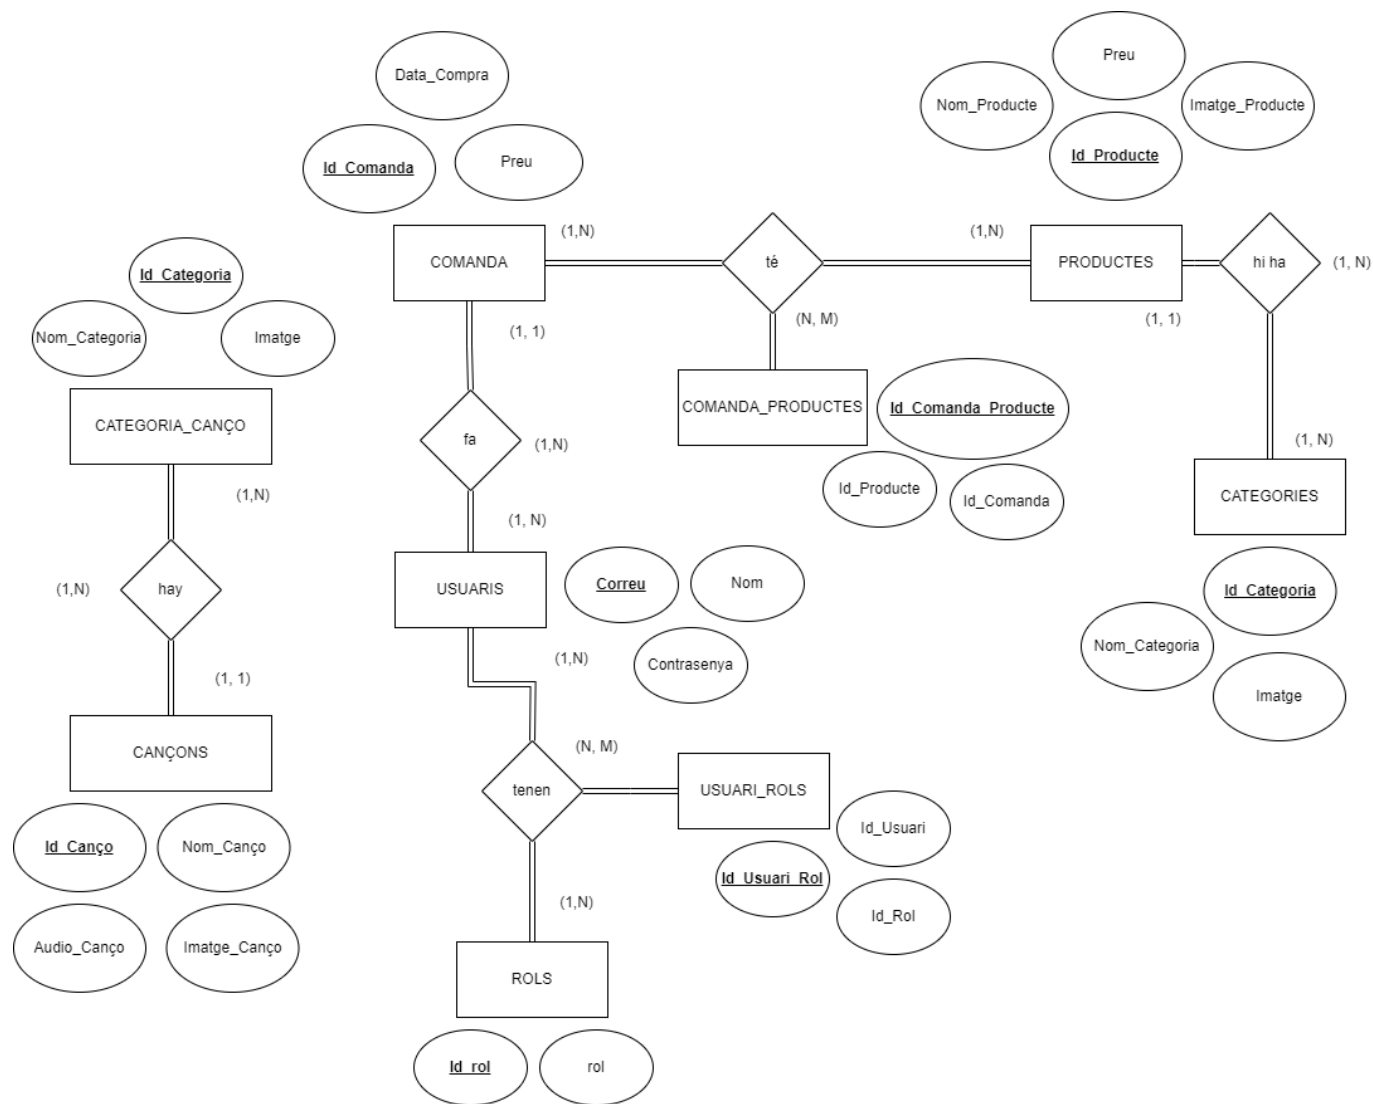 Preu
Data_Compra
Nom_Producte
Imatge_Producte
Id_Producte
Id_Comanda
Preu
(1,N)
(1,N)
COMANDA
té
PRODUCTES
hi ha
(1, N)
Id_Categoria
(1, 1)
(N, M)
(1, 1)
Nom_Categoria
Imatge
COMANDA_PRODUCTES
Id_Comanda_Producte
CATEGORIA_CANÇO
fa
(1,N)
(1, N)
(1,N)
Id_Producte
Id_Comanda
CATEGORIES
(1, N)
hay
(1,N)
USUARIS
Correu
Nom
Id_Categoria
Nom_Categoria
(1,N)
Contrasenya
(1, 1)
Imatge
CANÇONS
(N, M)
tenen
USUARI_ROLS
Id_Usuari
Id_Canço
Nom_Canço
Id_Usuari_Rol
(1,N)
Id_Rol
Audio_Canço
Imatge_Canço
ROLS
Id_rol
rol